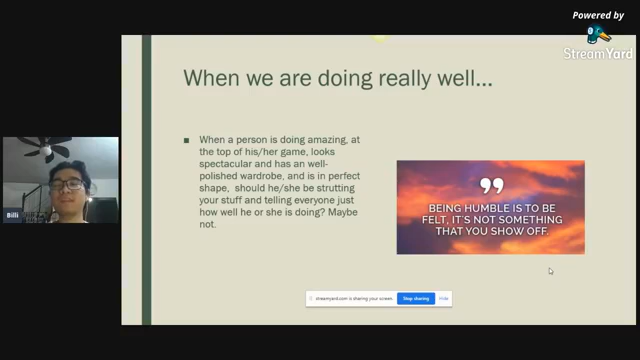 Powered by
StreamYard
When we are doing really well...
When a person is doing amazing, at
the top of his/her game, looks
spectacular and has an well-
polished wardrobe, and is in perfect
shape, should he/she be strutting
your stuff and telling everyone just
how well he or she is doing? Maybe
not.
BEING HUMBLE IS TO BE
FELT, IT'S NOT SOMETHING
THAT YOU SHOW OFF.
Billi
streamyard.com is sharing your screen.
Stop sharing
Hide